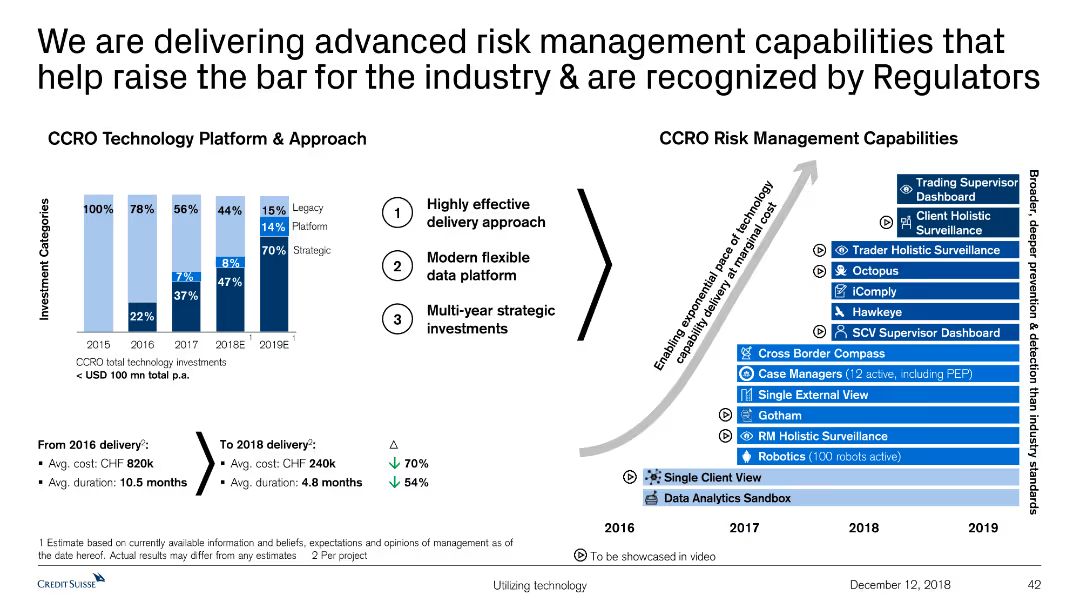 We are delivering advanced risk management capabilities that
help raise the bar for the industry & are recognized by Regulators
CCRO Technology Platform & Approach
Investment Categories
100%
78%
22%
56%
7%
37%
44%
8%
47%
15%
14%
70%
Legacy
Platform
Strategic
2015
2016
2017
2018E 1
2019E 1
CCRO total technology investments
< USD 100 mn total p.a.
1
Highly effective
delivery approach
2
Modern flexible
data platform
3
Multi-year strategic
investments
From 2016 delivery2:
▪ Avg. cost: CHF 820k
▪ Avg. duration: 10.5 months
To 2018 delivery2:
▪ Avg. cost: CHF 240k
▪ Avg. duration: 4.8 months
△
↓ 70%
↓ 54%
CCRO Risk Management Capabilities
Enabling exponential pace of technology
capability delivery at marginal cost
Trading Supervisor
Dashboard
Client Holistic
Surveillance
Trader Holistic Surveillance
Octopus
iComply
Hawkeye
SCV Supervisor Dashboard
Cross Border Compass
Case Managers (12 active, including PEP)
Single External View
Gotham
RM Holistic Surveillance
Robotics (100 robots active)
Single Client View
Data Analytics Sandbox
Broader, deeper prevention & detection than industry standards
2016
2017
2018
2019
To be showcased in video
1 Estimate based on currently available information and beliefs, expectations and opinions of management as of
the date hereof. Actual results may differ from any estimates 2 Per project
CREDIT SUISSE
Utilizing technology
December 12, 2018
42